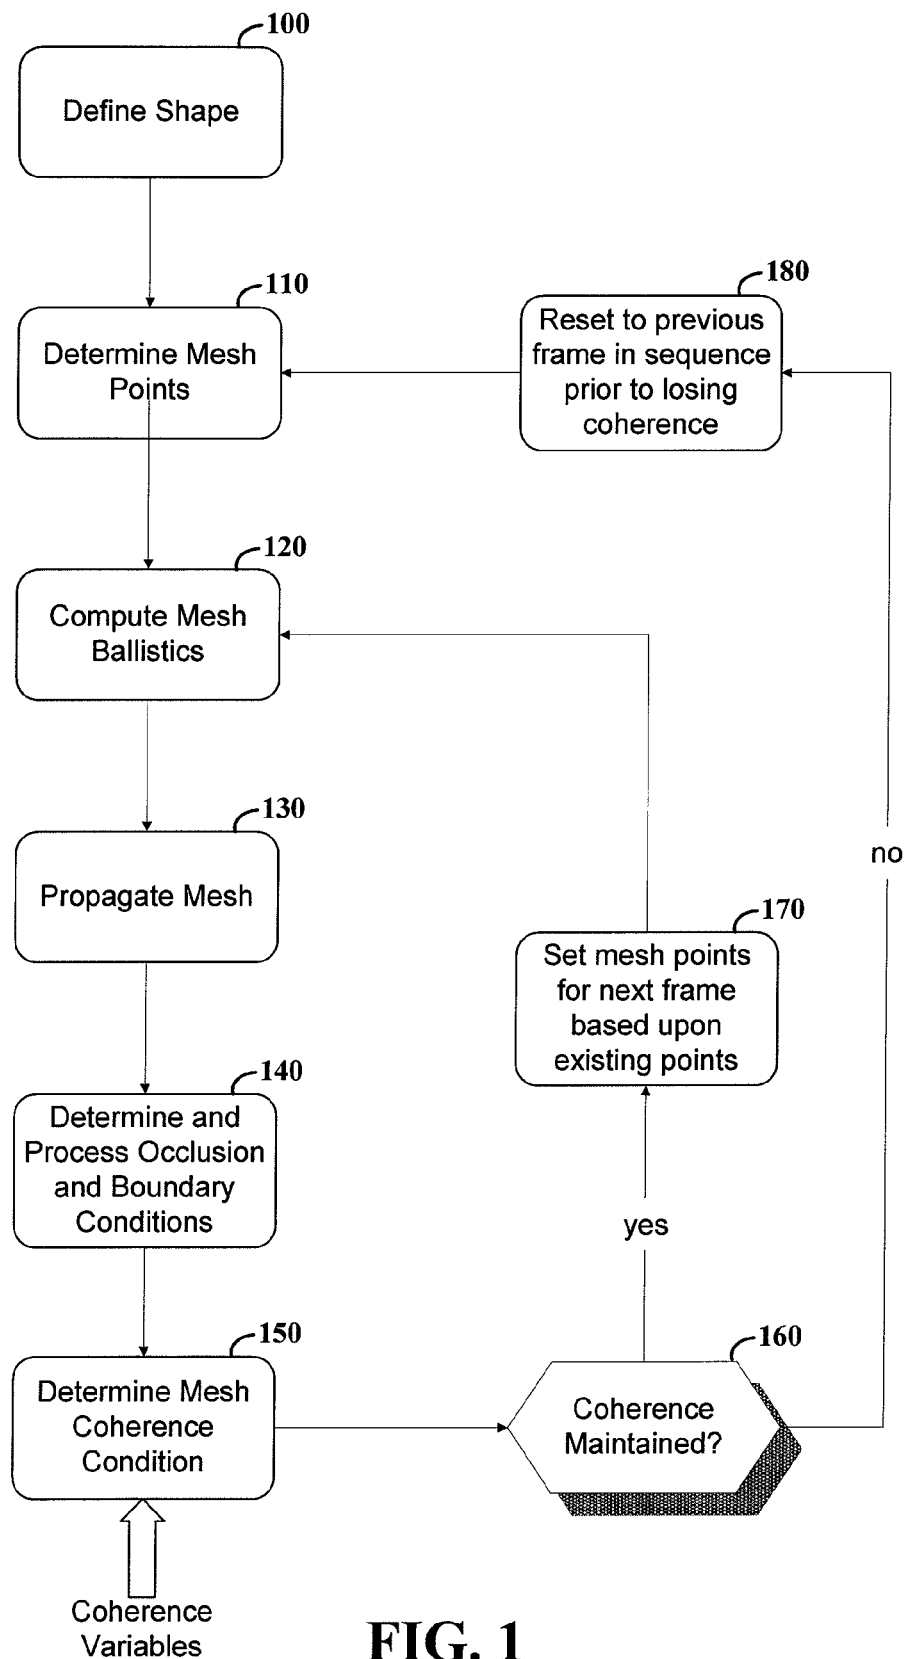 100
Define Shape
110
Determine Mesh
Points
180
Reset to previous
frame in sequence
prior to losing
coherence
120
Compute Mesh
Ballistics
130
Propagate Mesh
no
170
Set mesh points
for next frame
based upon
existing points
140
Determine and
Process Occlusion
and Boundary
Conditions
yes
150
Determine Mesh
Coherence
Condition
160
Coherence
Maintained?
Coherence
Variables
FIG. 1